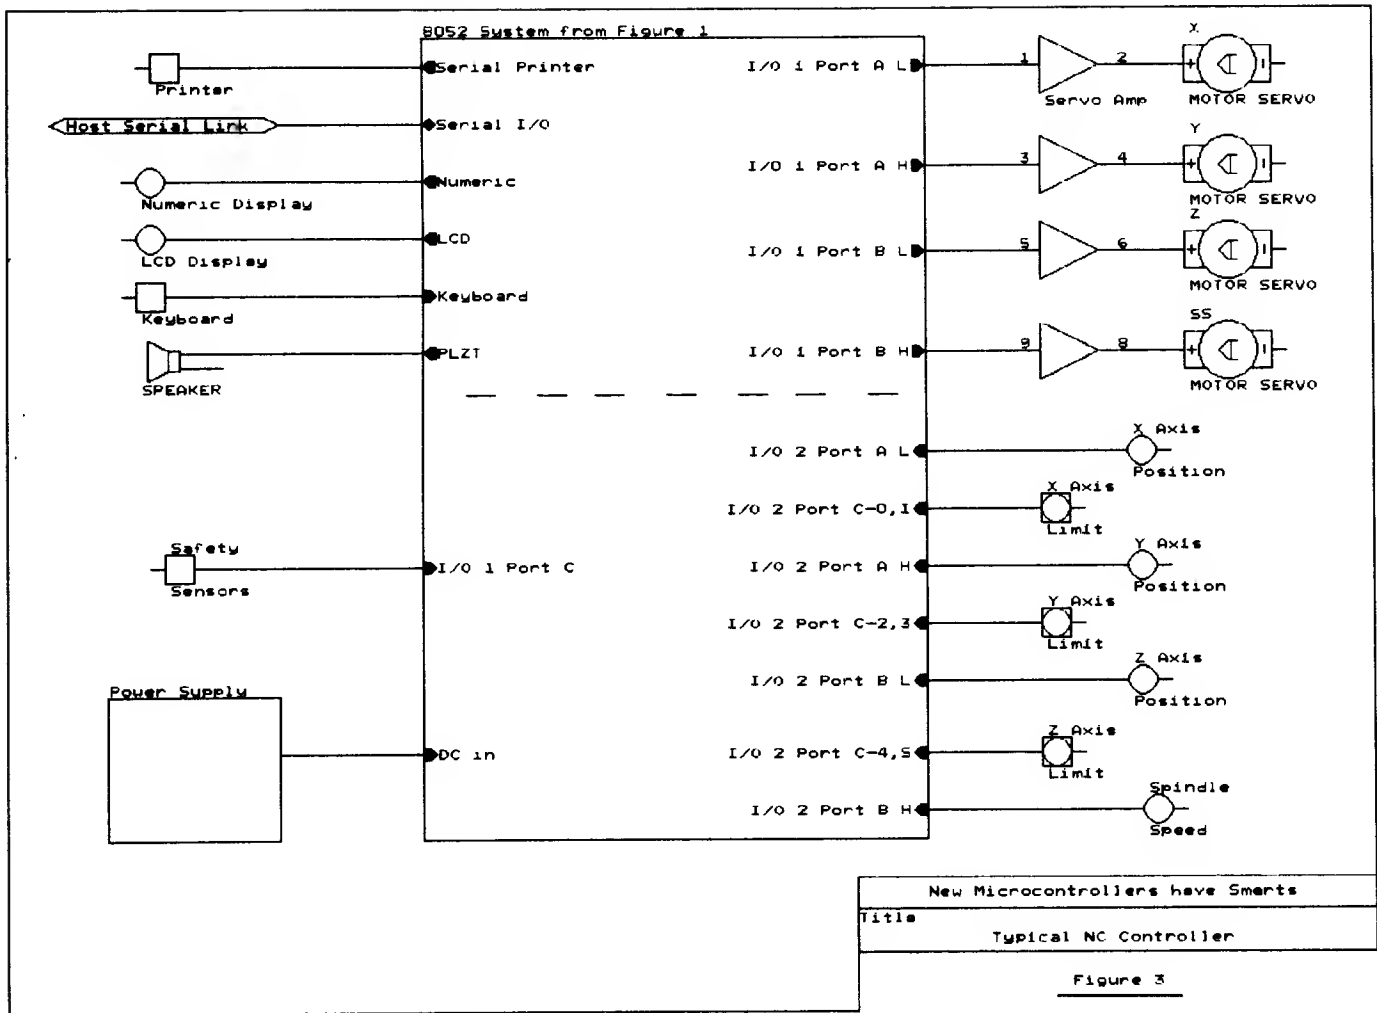 8052 System from Figure 1
Serial Printer
Printer
Host Serial Link
Serial I/O
Numeric
Numeric Display
LCD
LCD Display
Keyboard
Keyboard
PLZT
SPEAKER
Safety
Sensors
I/O 1 Port C
Power Supply
DC in
I/O 1 Port A L
1
2
Servo Amp
X
+
MOTOR SERVO
I/O 1 Port A H
3
4
Y
+
MOTOR SERVO
I/O 1 Port B L
5
6
Z
+
MOTOR SERVO
I/O 1 Port B H
9
8
SS
+
MOTOR SERVO
I/O 2 Port A L
X Axis
Position
I/O 2 Port C-0,1
X Axis
Limit
I/O 2 Port A H
Y Axis
Position
I/O 2 Port C-2,3
Y Axis
Limit
I/O 2 Port B L
Z Axis
Position
I/O 2 Port C-4,5
Z Axis
Limit
I/O 2 Port B H
Spindle
Speed
New Microcontrollers have Smarts
Title
Typical NC Controller
Figure 3